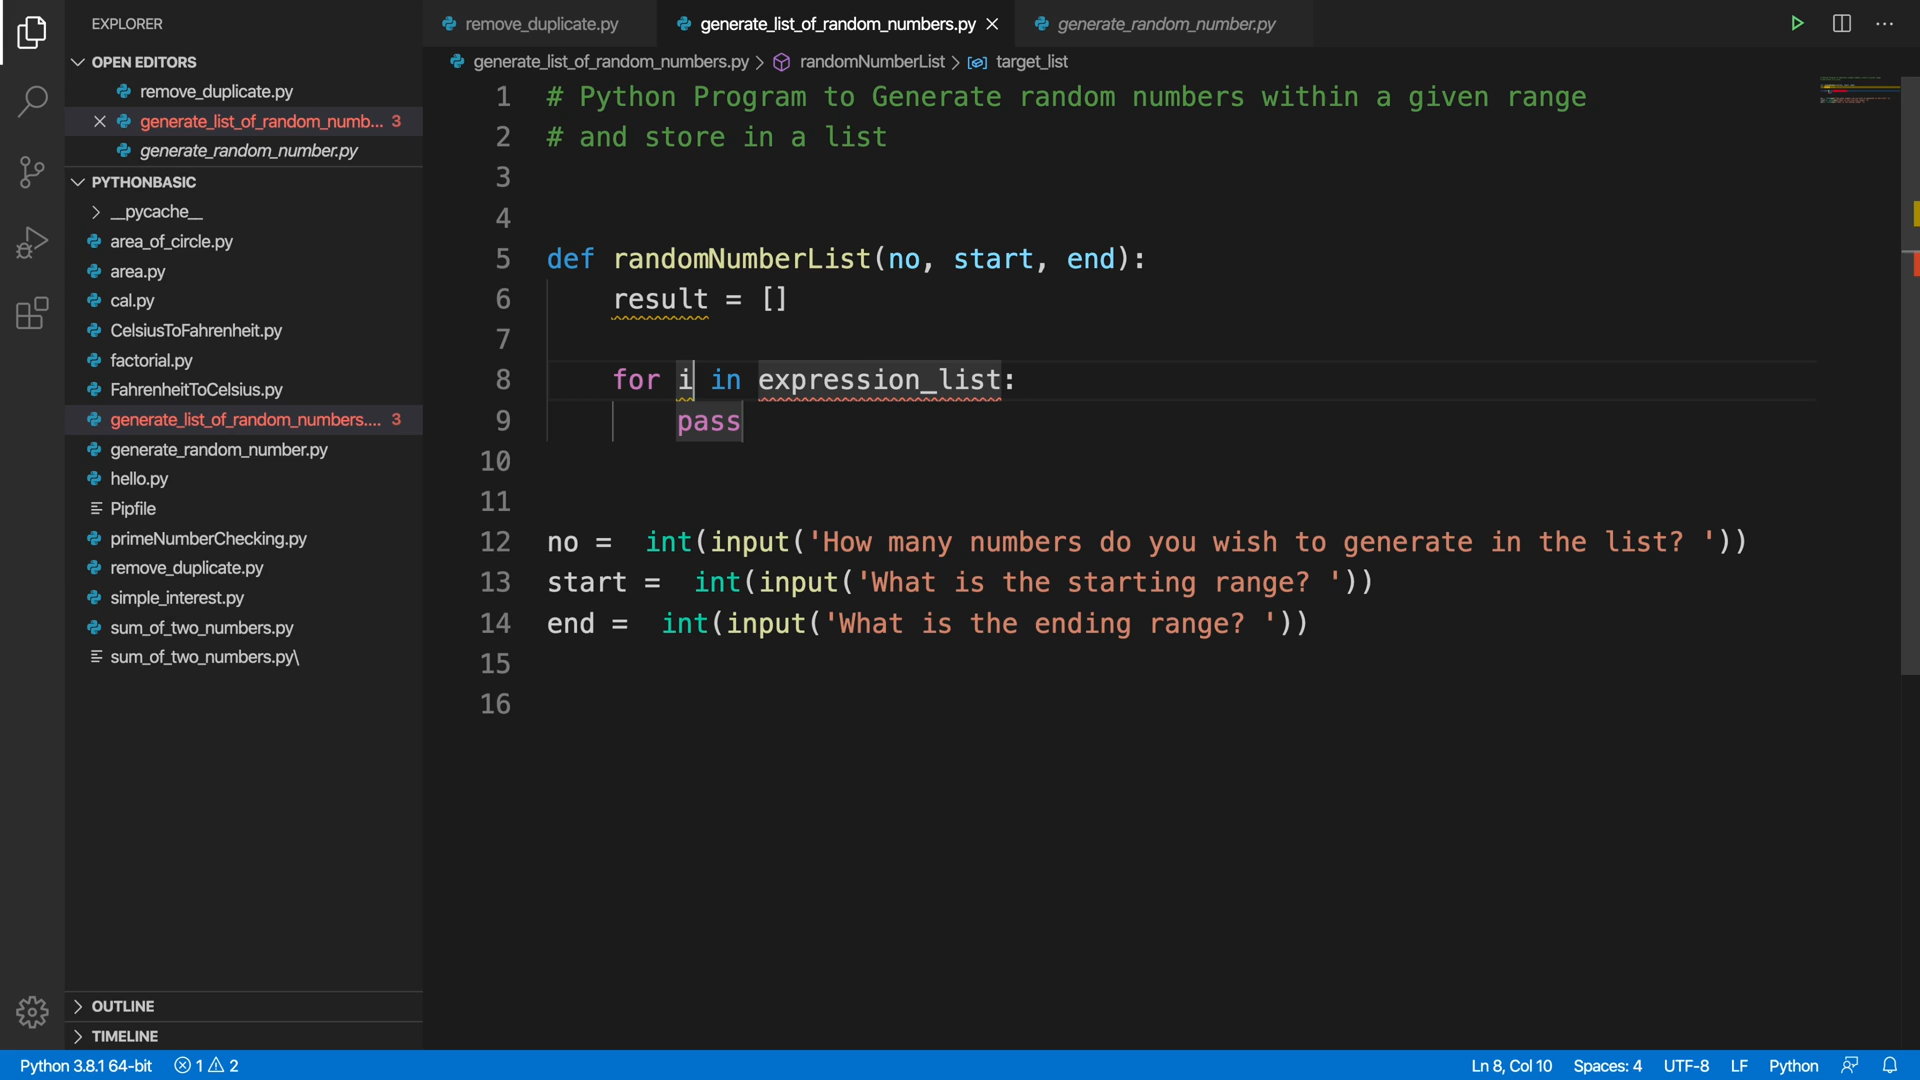 EXPLORER
OPEN EDITORS
remove_duplicate.py
generate_list_of_random_numb... 3
generate_random_number.py
PYTHONBASIC
__pycache__
area_of_circle.py
area.py
cal.py
CelsiusToFahrenheit.py
factorial.py
FahrenheitToCelsius.py
generate_list_of_random_numbers.... 3
generate_random_number.py
hello.py
Pipfile
primeNumberChecking.py
remove_duplicate.py
simple_interest.py
sum_of_two_numbers.py
sum_of_two_numbers.py\
OUTLINE
TIMELINE
remove_duplicate.py generate_list_of_random_numbers.py generate_random_number.py
generate_list_of_random_numbers.py > randomNumberList > target_list
1 # Python Program to Generate random numbers within a given range
2 # and store in a list
3
4
5 def randomNumberList(no, start, end):
6 result = []
7
8 for i in expression_list:
9 pass
10
11
12 no =  int(input('How many numbers do you wish to generate in the list? '))
13 start =  int(input('What is the starting range? '))
14 end =  int(input('What is the ending range? '))
15
16
Python 3.8.1 64-bit 1 2 Ln 8, Col 10 Spaces: 4 UTF-8 LF Python